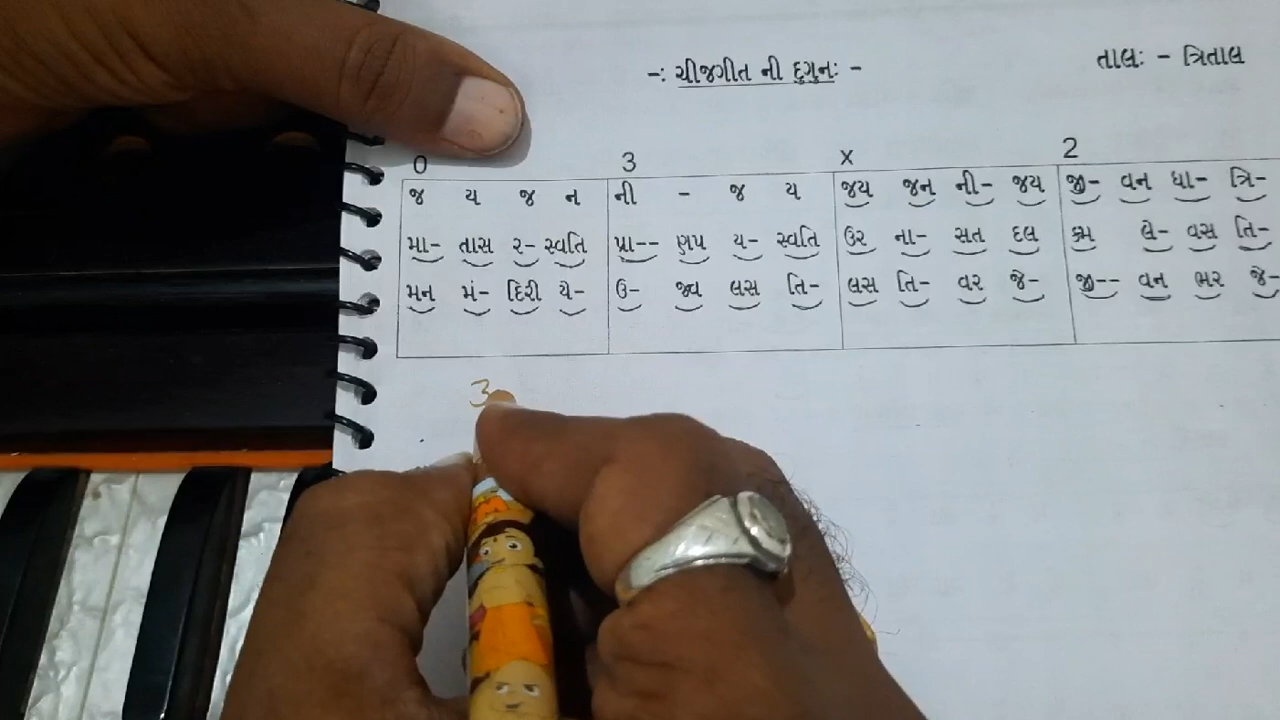 -: ચીજગીત ની દુગુનઃ - તાલઃ - ત્રિતાલ
0 3 x 2
જ ય જ ન ની - જ ય જય જન ની- જય જી- વન ધા- ત્રિ-
મા- તાસ ર- સ્વતિ પ્રા-- ણપ ય- સ્વતિ ઉર ના- સત દલ કમ લે- વસ તિ-
મન મં- દિરી યે- ઉ- જ્વ લસ તિ- લસ તિ- વર જે- જી-- વન ભર જે-
3